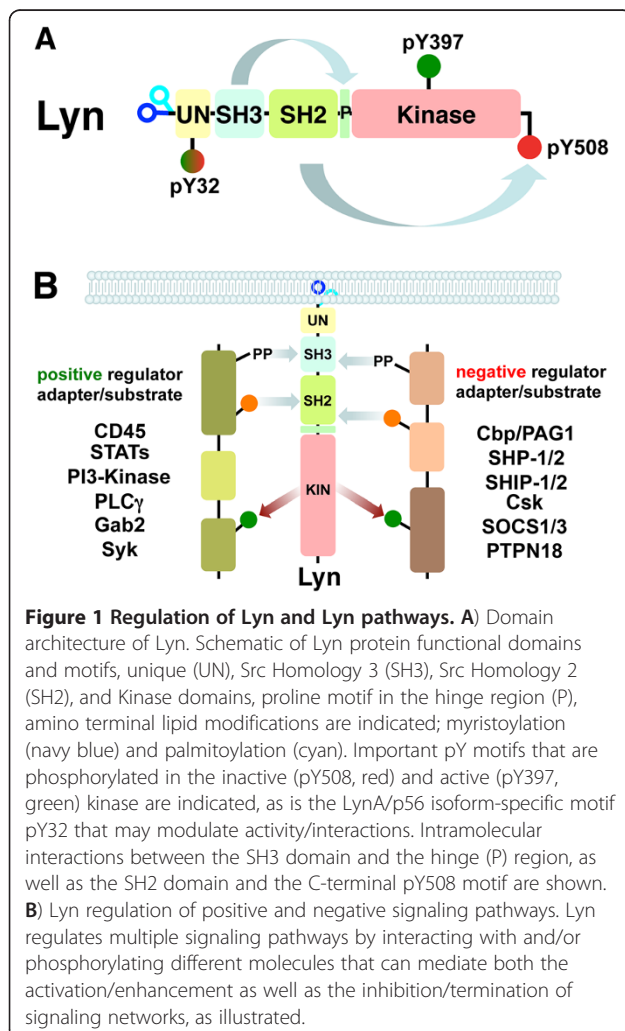 A
pY397
Lyn
UN
SH3
SH2
P
Kinase
pY508
pY32
B
UN
PP
SH3
PP
positive regulator
adapter/substrate
negative regulator
adapter/substrate
SH2
CD45
STATs
PI3-Kinase
PLCγ
Gab2
Syk
KIN
Cbp/PAG1
SHP-1/2
SHIP-1/2
Csk
SOCS1/3
PTPN18
Lyn
Figure 1 Regulation of Lyn and Lyn pathways. A) Domain
architecture of Lyn. Schematic of Lyn protein functional domains
and motifs, unique (UN), Src Homology 3 (SH3), Src Homology 2
(SH2), and Kinase domains, proline motif in the hinge region (P),
amino terminal lipid modifications are indicated; myristoylation
(navy blue) and palmitoylation (cyan). Important pY motifs that are
phosphorylated in the inactive (pY508, red) and active (pY397,
green) kinase are indicated, as is the LynA/p56 isoform-specific motif
pY32 that may modulate activity/interactions. Intramolecular
interactions between the SH3 domain and the hinge (P) region, as
well as the SH2 domain and the C-terminal pY508 motif are shown.
B) Lyn regulation of positive and negative signaling pathways. Lyn
regulates multiple signaling pathways by interacting with and/or
phosphorylating different molecules that can mediate both the
activation/enhancement as well as the inhibition/termination of
signaling networks, as illustrated.